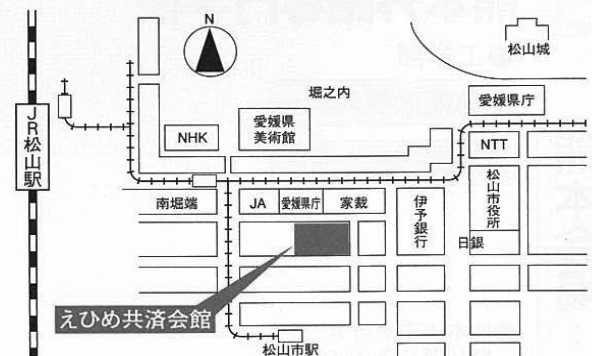 N
松山城
堀之内
愛媛県庁
NHK
愛媛県
美術館
NTT
JR松山駅
南堀端
JA
愛媛県庁
家裁
伊予銀行
松山市役所
日銀
えひめ共済会館
松山市駅